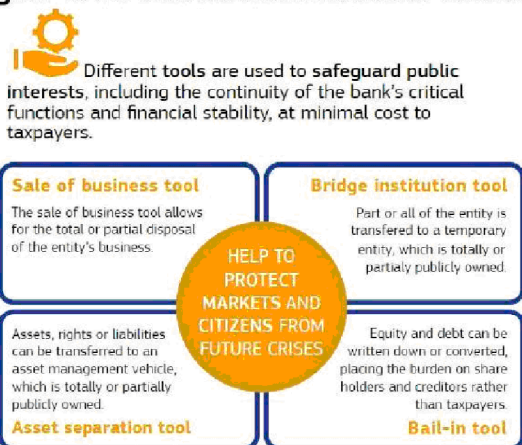 Different tools are used to safeguard public
interests, including the continuity of the bank's critical
functions and financial stability, at minimal cost to
taxpayers.
Sale of business tool
The sale of business tool allows
for the total or partial disposal
of the entity's business.
Bridge institution tool
Part or all of the entity is
transfered to a temporary
entity, which is totally or
partialy publicly owned.
HELP TO
PROTECT
MARKETS AND
CITIZENS FROM
FUTURE CRISES
Assets, rights or liabilities
can be transferred to an
asset management vehicle,
which is totally or partially
publicly owned.
Asset separation tool
Equity and debt can be
written down or converted,
placing the burden on share
holders and creditors rather
than taxpayers.
Bail-in tool